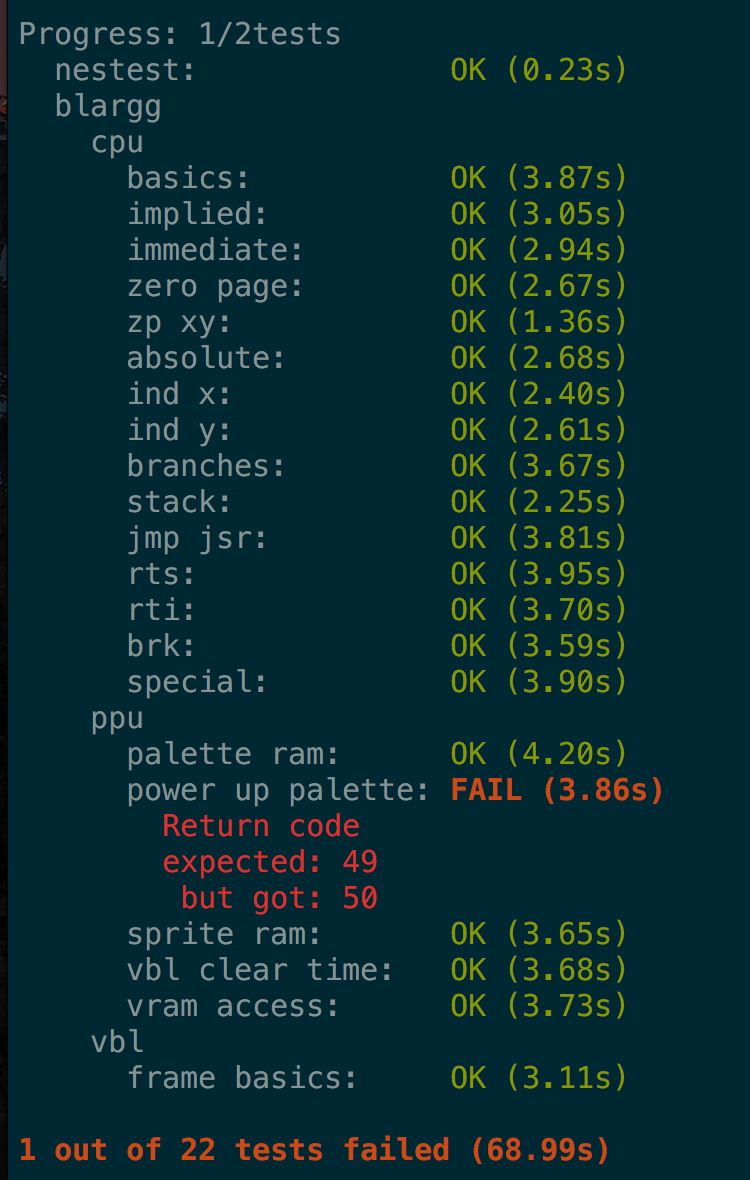 Progress: 1/2tests
nestest: OK (0.23s)
blargg
cpu
basics: OK (3.87s)
implied: OK (3.05s)
immediate: OK (2.94s)
zero page: OK (2.67s)
zp xy: OK (1.36s)
absolute: OK (2.68s)
ind x: OK (2.40s)
ind y: OK (2.61s)
branches: OK (3.67s)
stack: OK (2.25s)
jmp jsr: OK (3.81s)
rts: OK (3.95s)
rti: OK (3.70s)
brk: OK (3.59s)
special: OK (3.90s)
ppu
palette ram: OK (4.20s)
power up palette: FAIL (3.86s)
Return code
expected: 49
but got: 50
sprite ram: OK (3.65s)
vbl clear time: OK (3.68s)
vram access: OK (3.73s)
vbl
frame basics: OK (3.11s)
1 out of 22 tests failed (68.99s)